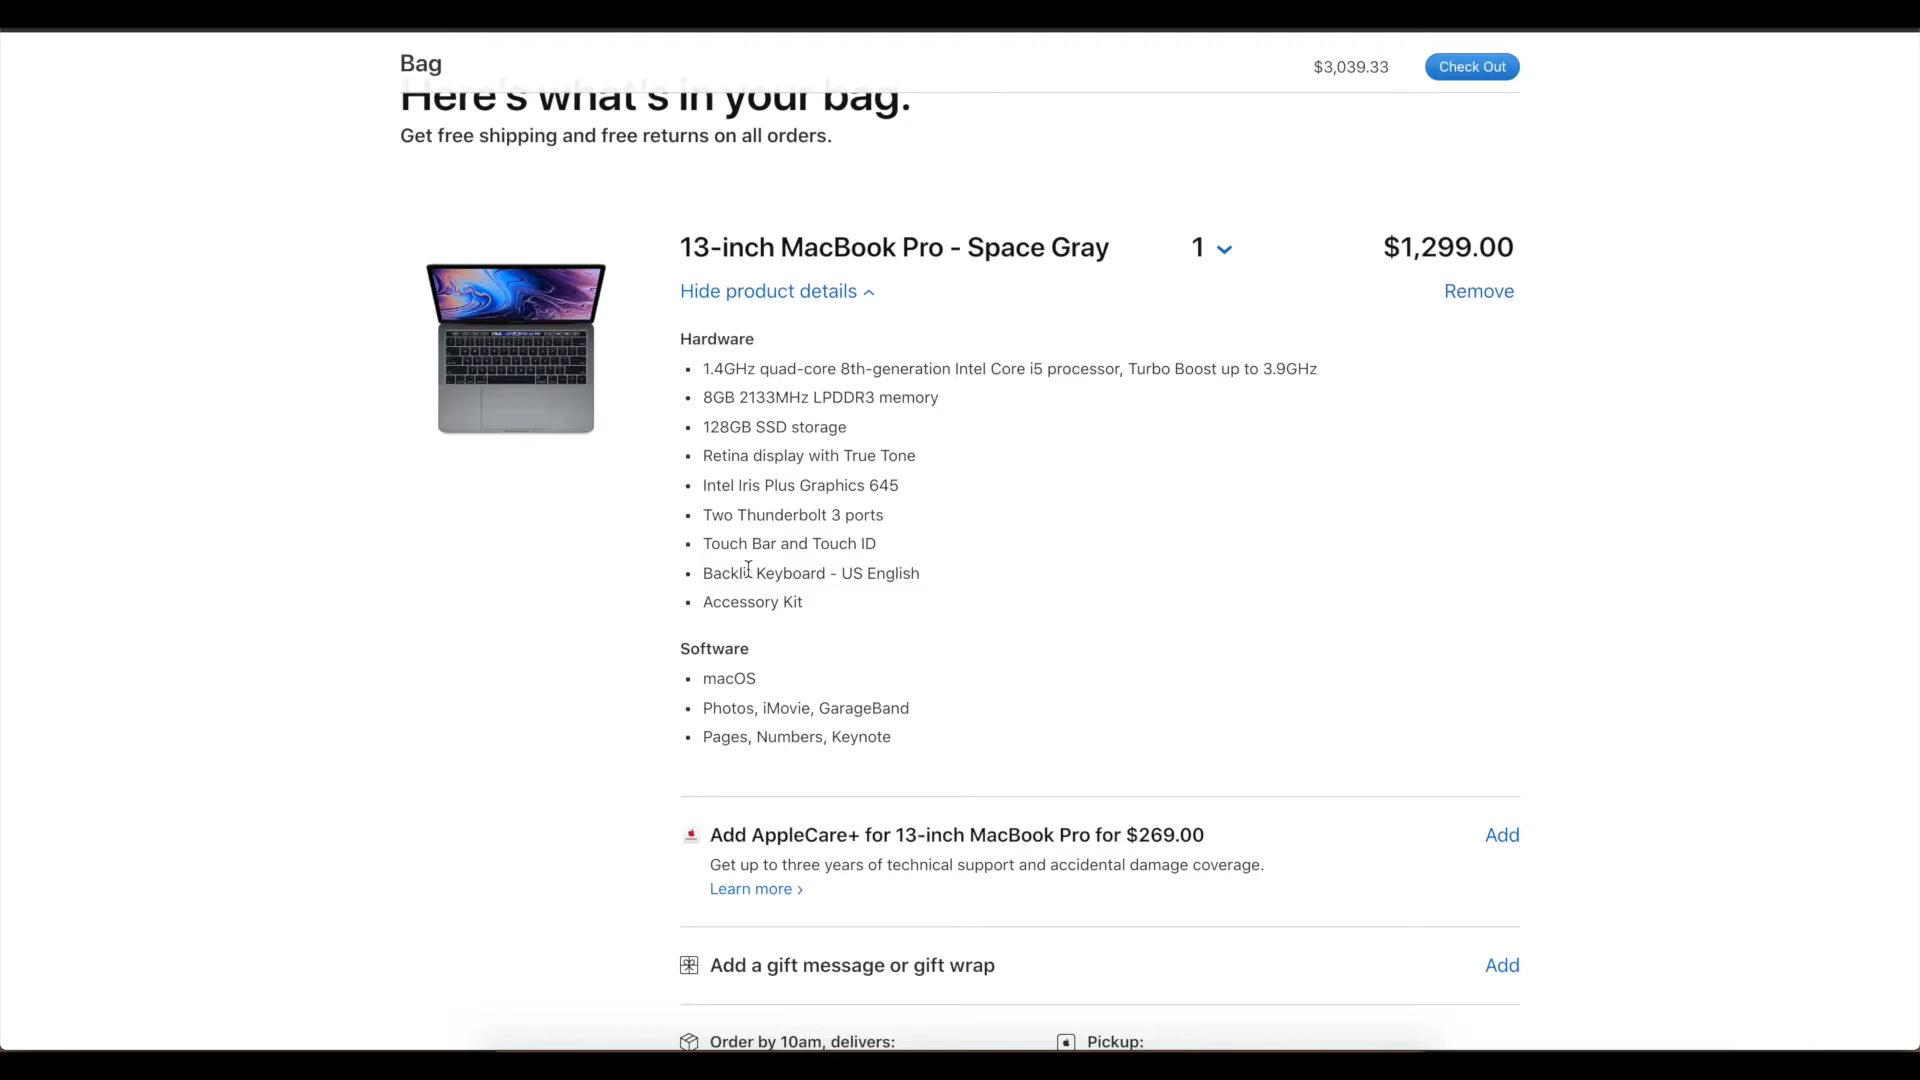 Bag
$3,039.33
Check Out
Here's what's in your bag.
Get free shipping and free returns on all orders.
13-inch MacBook Pro - Space Gray
1
$1,299.00
Hide product details
Remove
Hardware
1.4GHz quad-core 8th-generation Intel Core i5 processor, Turbo Boost up to 3.9GHz
8GB 2133MHz LPDDR3 memory
128GB SSD storage
Retina display with True Tone
Intel Iris Plus Graphics 645
Two Thunderbolt 3 ports
Touch Bar and Touch ID
Backlit Keyboard - US English
Accessory Kit
Software
macOS
Photos, iMovie, GarageBand
Pages, Numbers, Keynote
Add AppleCare+ for 13-inch MacBook Pro for $269.00
Add
Get up to three years of technical support and accidental damage coverage.
Learn more ›
Add a gift message or gift wrap
Add
Order by 10am, delivers:
Pickup: